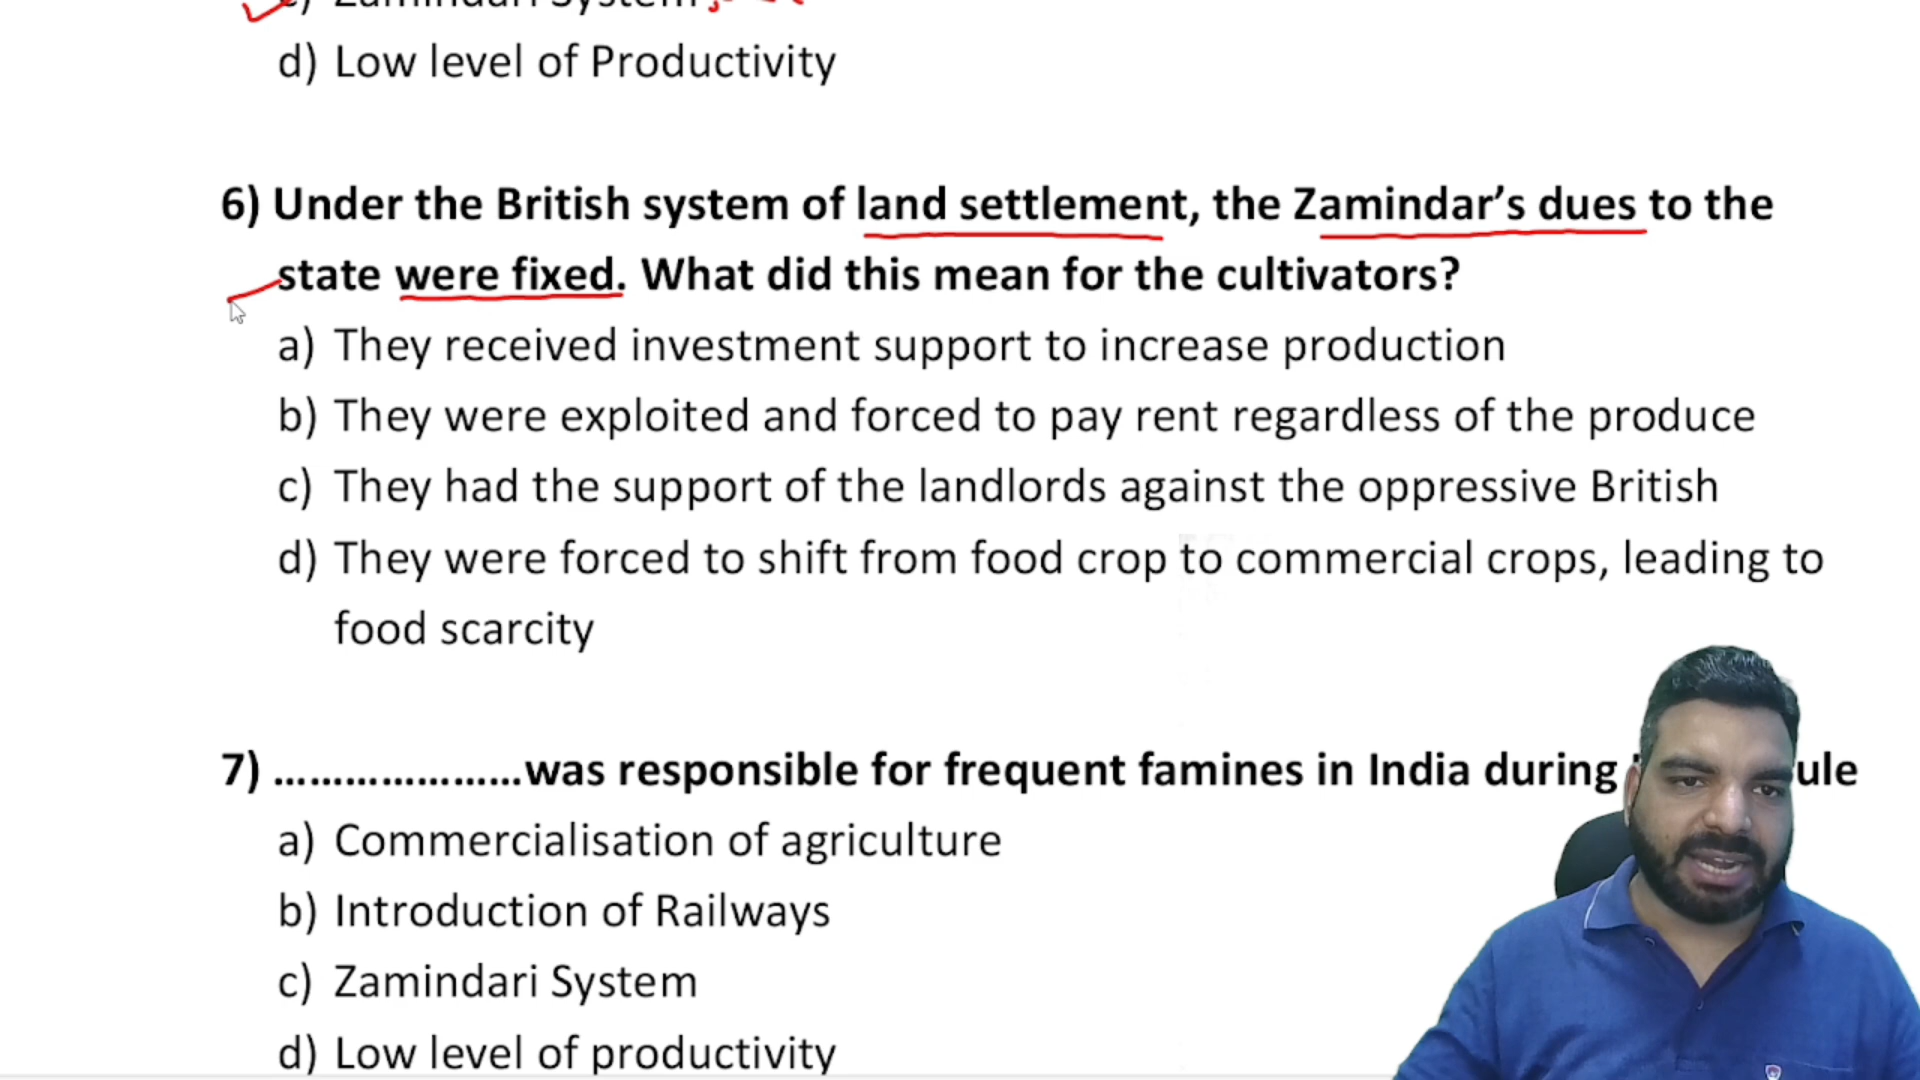 Zamindari System
d) Low level of Productivity
6) Under the British system of land settlement, the Zamindar’s dues to the
state were fixed. What did this mean for the cultivators?
a) They received investment support to increase production
b) They were exploited and forced to pay rent regardless of the produce
c) They had the support of the landlords against the oppressive British
d) They were forced to shift from food crop to commercial crops, leading to
food scarcity
7) .....................was responsible for frequent famines in India during
a) Commercialisation of agriculture
b) Introduction of Railways
c) Zamindari System
d) Low level of productivity